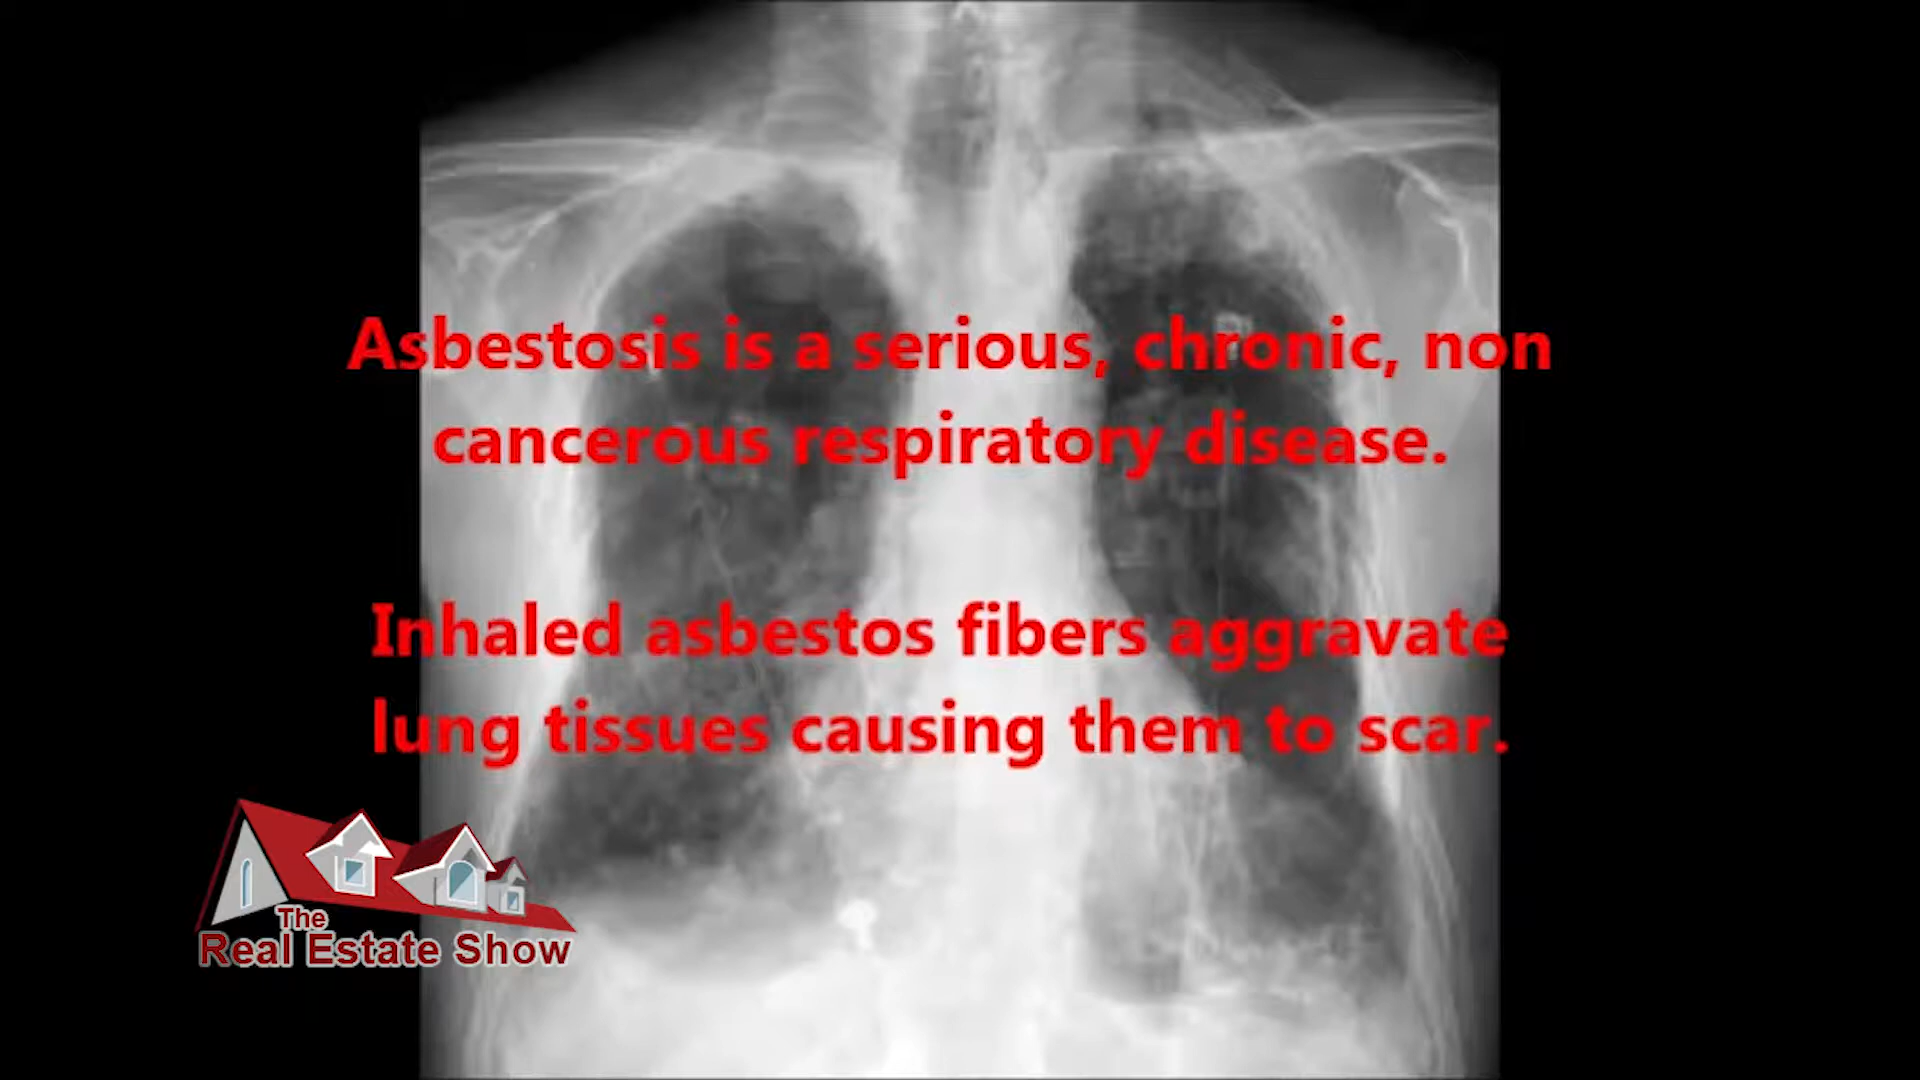 Asbestosis is a serious, chronic, non
cancerous respiratory disease.
Inhaled asbestos fibers aggravate
lung tissues causing them to scar.
The
Real Estate Show